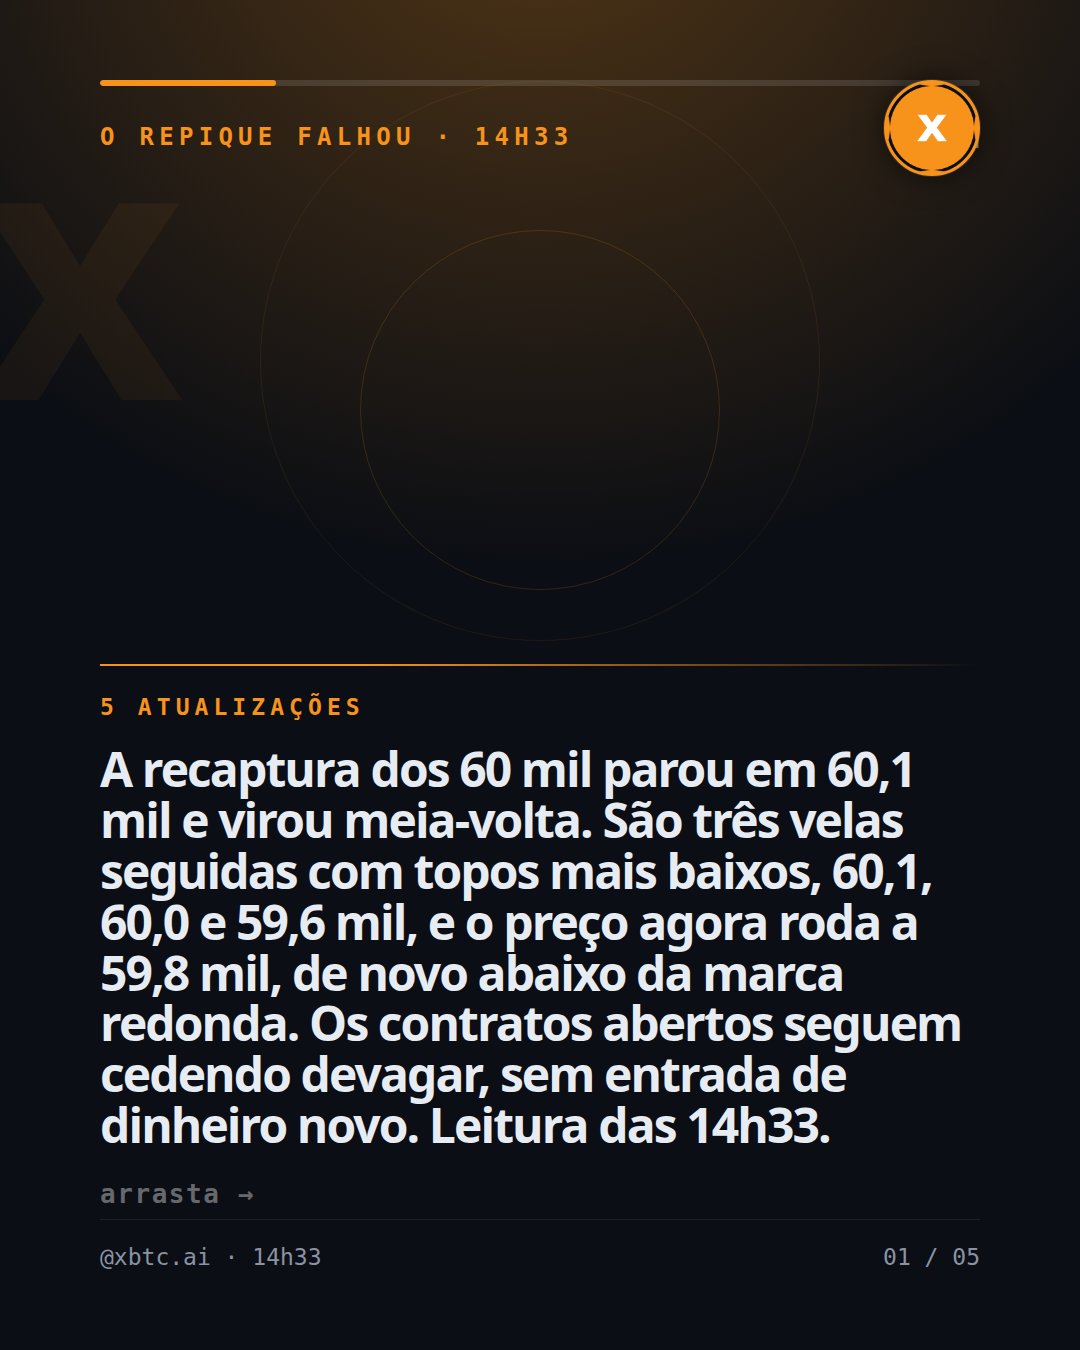 O REPIQUE FALHOU · 14H33
X
X
5 ATUALIZAÇÕES
A recaptura dos 60 mil parou em 60,1
mil e virou meia-volta. São três velas
seguidas com topos mais baixos, 60,1,
60,0 e 59,6 mil, e o preço agora roda a
59,8 mil, de novo abaixo da marca
redonda. Os contratos abertos seguem
cedendo devagar, sem entrada de
dinheiro novo. Leitura das 14h33.
arrasta →
@xbtc.ai · 14h33
01 / 05